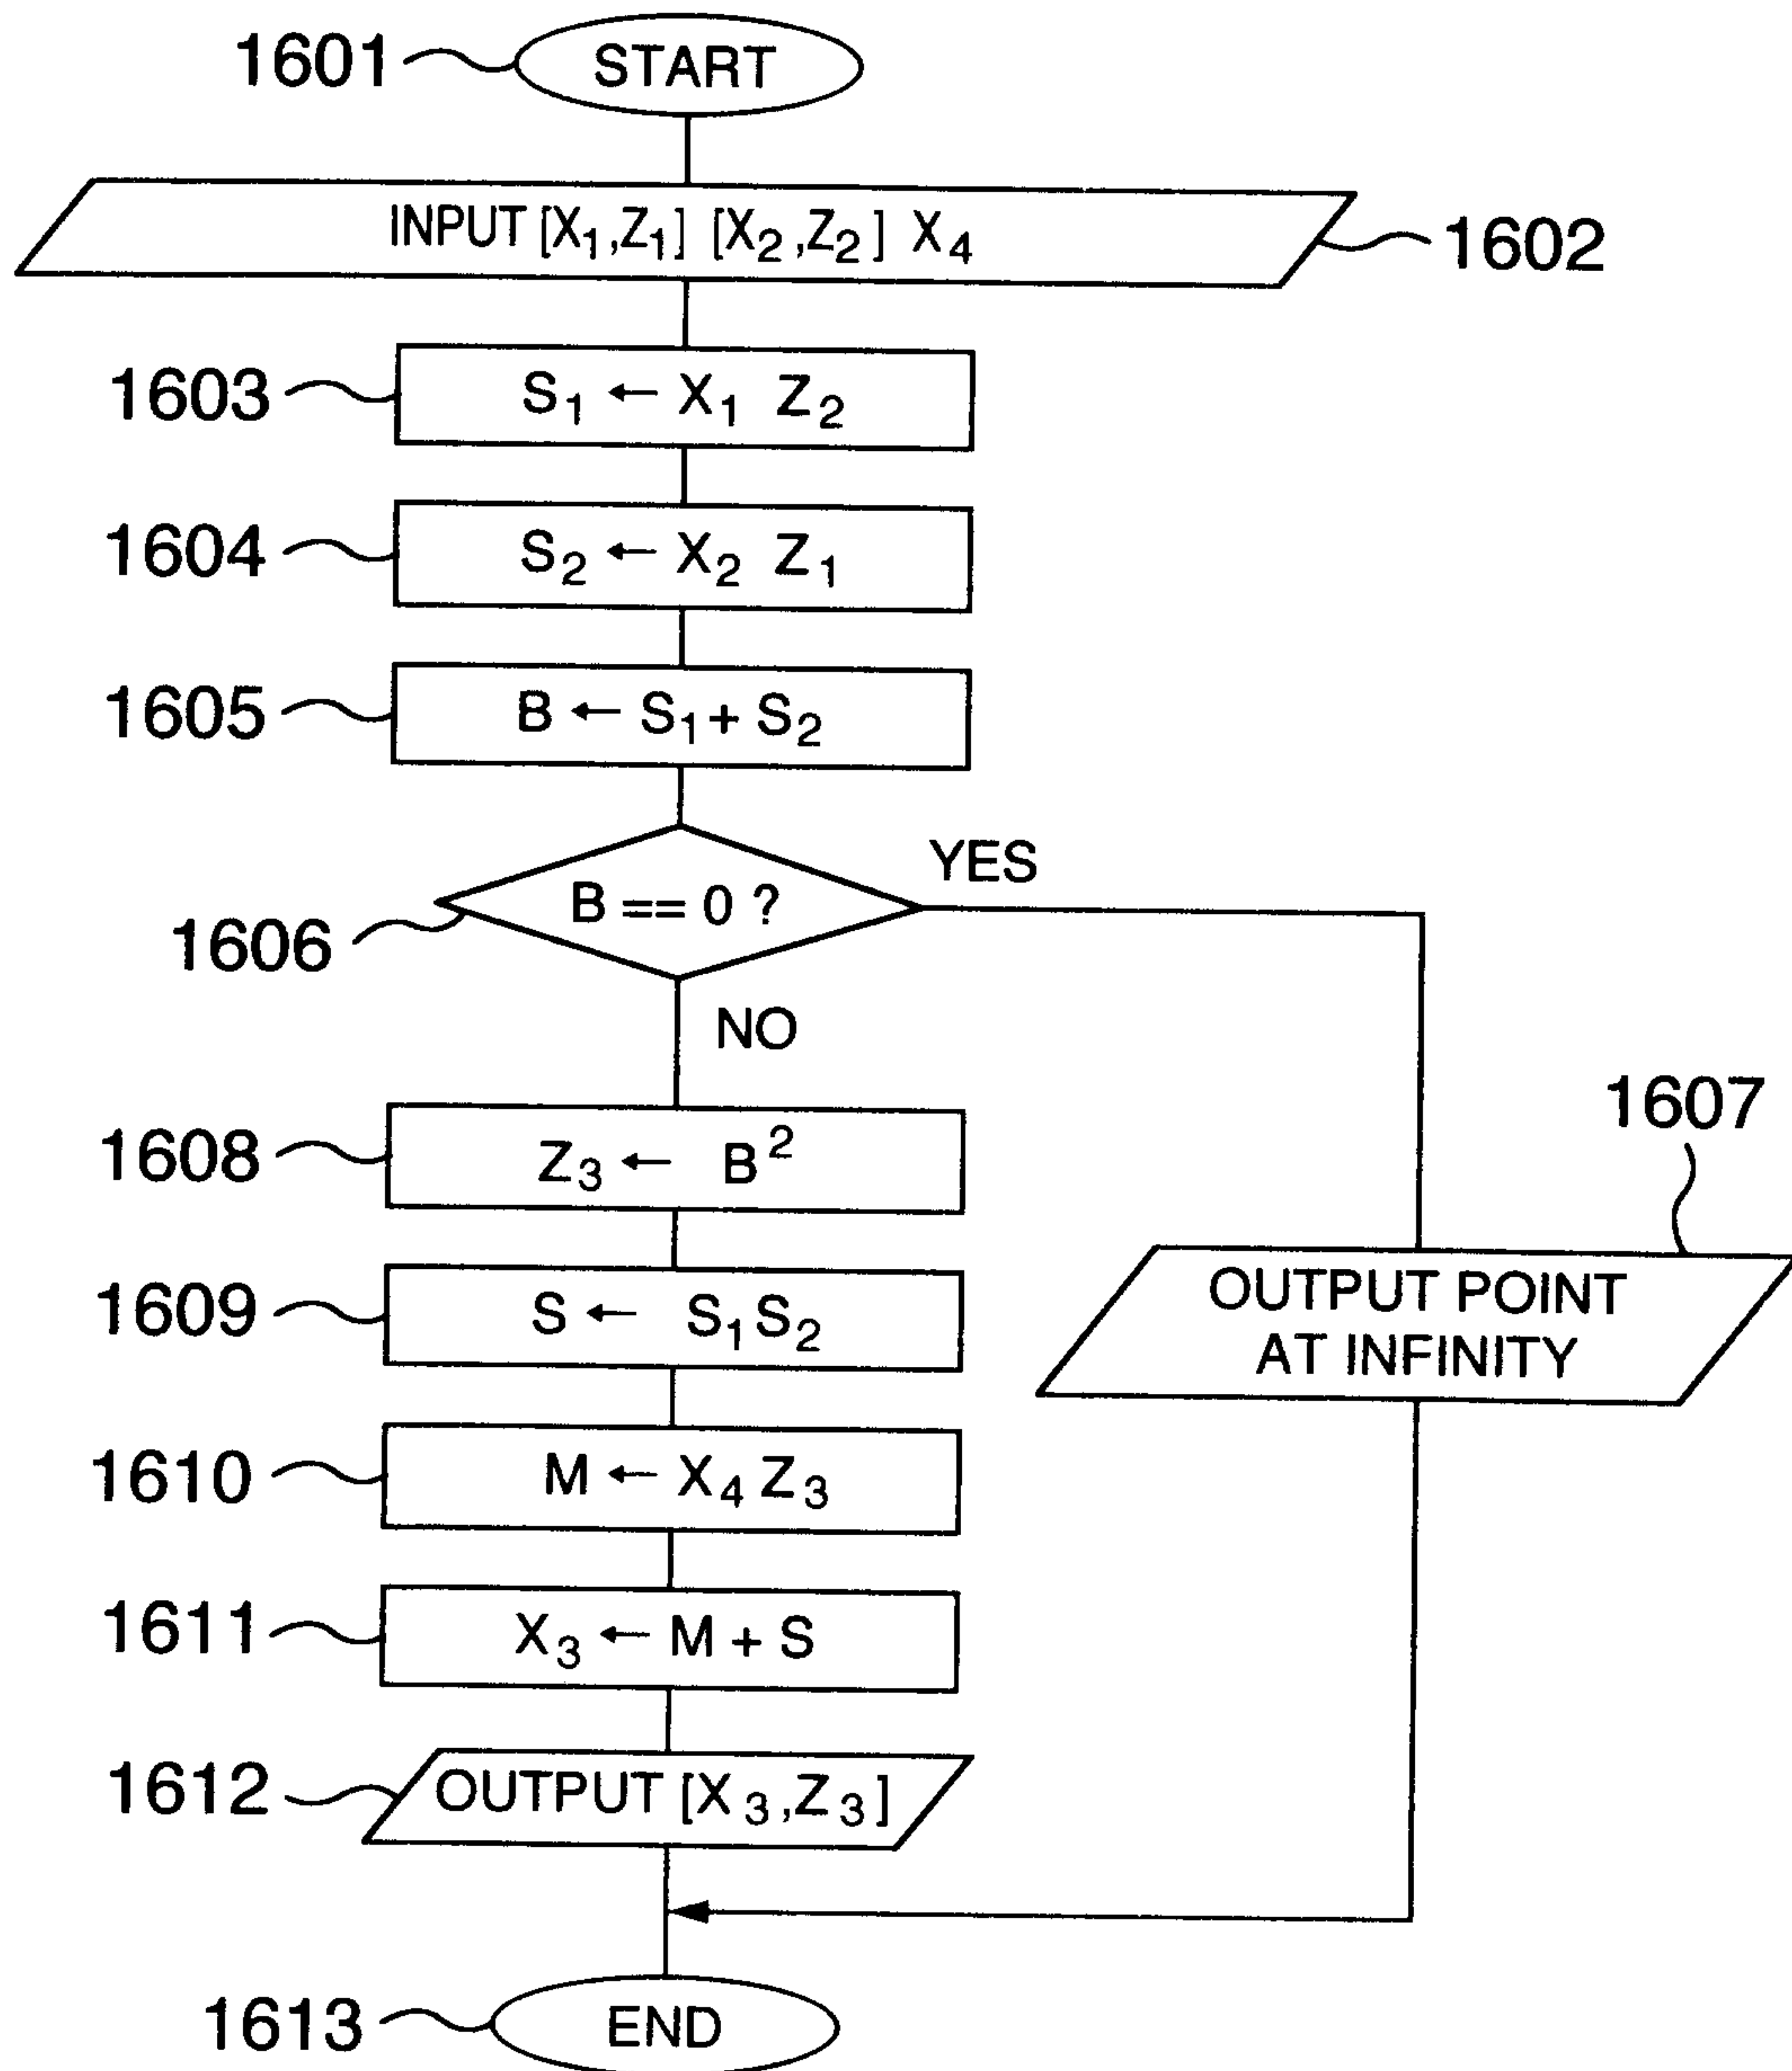 1601 START
INPUT [X₁,Z₁] [X₂,Z₂] X₄ 1602
1603 S₁ ← X₁ Z₂
1604 S₂ ← X₂ Z₁
1605 B ← S₁ + S₂
YES
1606 B == 0 ?
NO
1607
1608 Z₃ ← B²
OUTPUT POINT
AT INFINITY
1609 S ← S₁S₂
1610 M ← X₄ Z₃
1611 X₃ ← M + S
1612 OUTPUT [X₃,Z₃]
1613 END